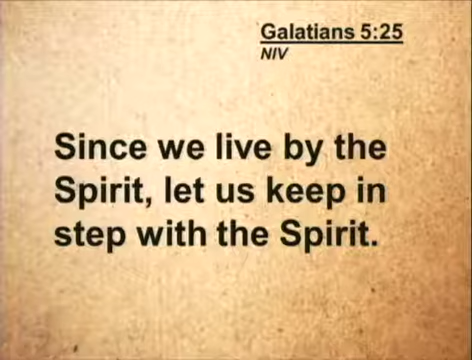 Galatians 5:25
NIV
Since we live by the
Spirit, let us keep in
step with the Spirit.